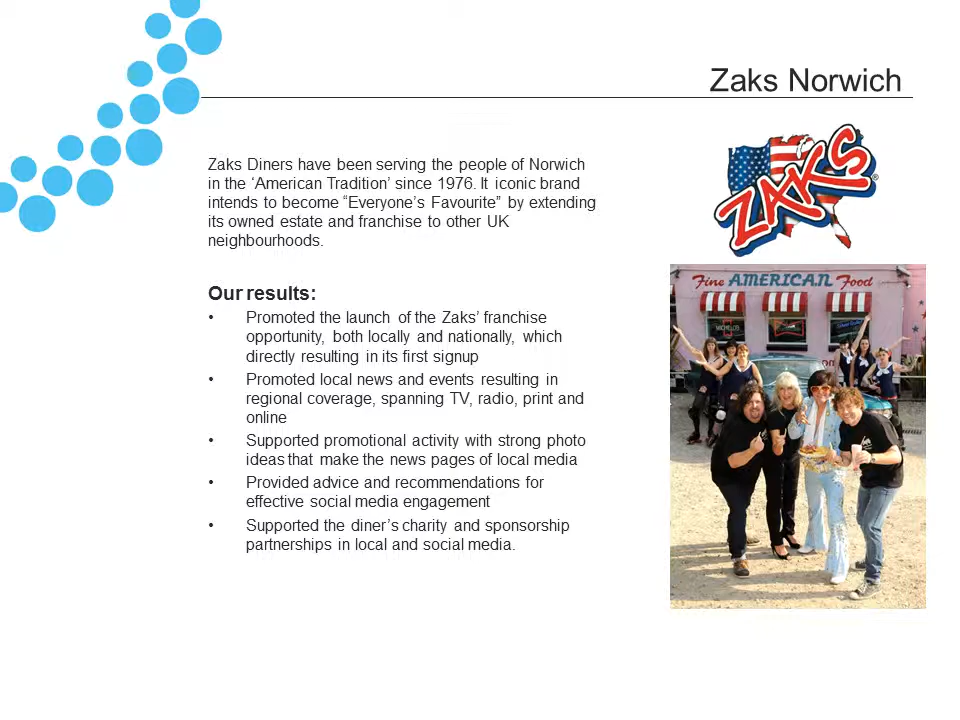 Zaks Norwich
Zaks Diners have been serving the people of Norwich
in the ‘American Tradition’ since 1976. It iconic brand
intends to become “Everyone’s Favourite” by extending
its owned estate and franchise to other UK
neighbourhoods.
ZAKS®
Fine AMERICAN Food
Our results:
• Promoted the launch of the Zaks’ franchise
opportunity, both locally and nationally, which
directly resulting in its first signup
• Promoted local news and events resulting in
regional coverage, spanning TV, radio, print and
online
• Supported promotional activity with strong photo
ideas that make the news pages of local media
• Provided advice and recommendations for
effective social media engagement
• Supported the diner’s charity and sponsorship
partnerships in local and social media.